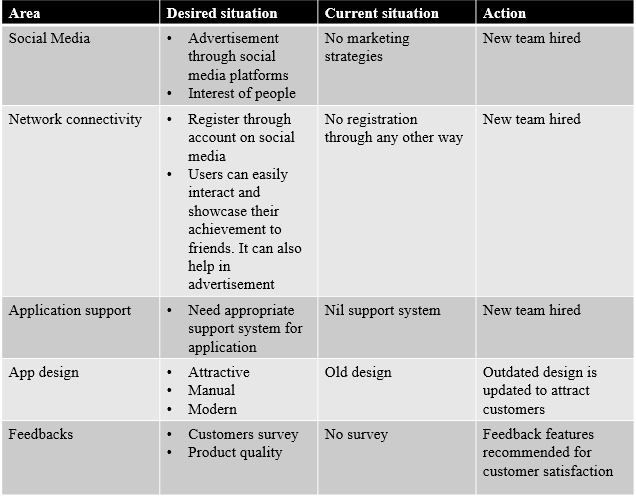 Area Desired situation Current situation Action
Social Media
• Advertisement
through social
media platforms
• Interest of people
No marketing
strategies
New team hired
Network connectivity
• Register through
account on social
media
• Users can easily
interact and
showcase their
achievement to
friends. It can also
help in
advertisement
No registration
through any other way
New team hired
Application support
• Need appropriate
support system for
application
Nil support system
New team hired
App design
• Attractive
• Manual
• Modern
Old design
Outdated design is
updated to attract
customers
Feedbacks
• Customers survey
• Product quality
No survey
Feedback features
recommended for
customer satisfaction